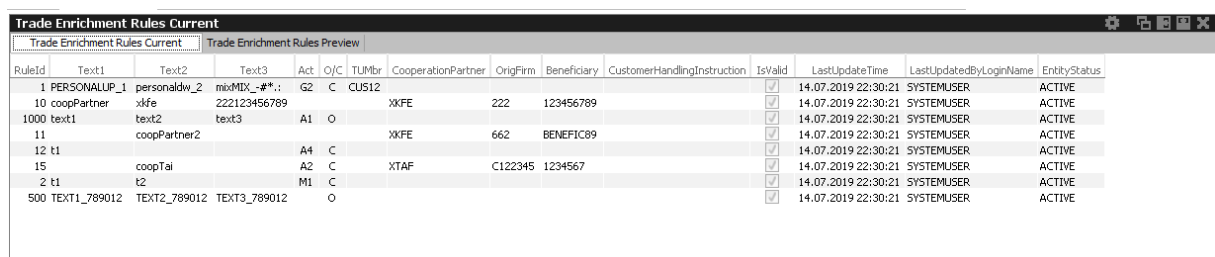 Trade Enrichment Rules Current
Trade Enrichment Rules Current Trade Enrichment Rules Preview
RuleId Text1 Text2 Text3 Act O/C TUMbr CooperationPartner OrigFirm Beneficiary CustomerHandlingInstruction IsValid LastUpdateTime LastUpdatedByLoginName EntityStatus
1 PERSONALUP_1 personaldw_2 mixMIX_-#*.: G2 C CUS12 14.07.2019 22:30:21 SYSTEMUSER ACTIVE
10 coopPartner xkfe 222123456789 XKFE 222 123456789 14.07.2019 22:30:21 SYSTEMUSER ACTIVE
1000 text1 text2 text3 A1 O 14.07.2019 22:30:21 SYSTEMUSER ACTIVE
11 coopPartner2 XKFE 662 BENEFIC89 14.07.2019 22:30:21 SYSTEMUSER ACTIVE
12 t1 A4 C 14.07.2019 22:30:21 SYSTEMUSER ACTIVE
15 coopTai A2 C XTAF C122345 1234567 14.07.2019 22:30:21 SYSTEMUSER ACTIVE
2 t1 t2 M1 C 14.07.2019 22:30:21 SYSTEMUSER ACTIVE
500 TEXT1_789012 TEXT2_789012 TEXT3_789012 O 14.07.2019 22:30:21 SYSTEMUSER ACTIVE